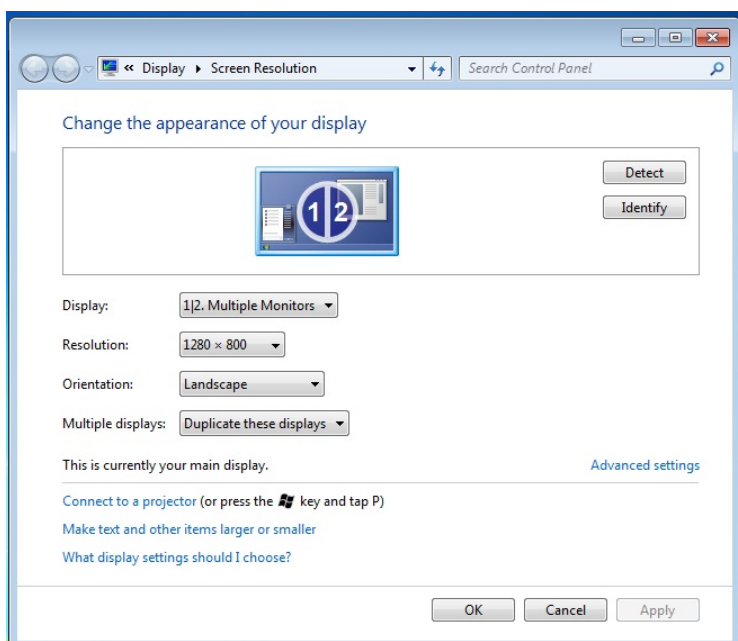 « Display ▸ Screen Resolution
Search Control Panel
Change the appearance of your display
1|2
Detect
Identify
Display: 1|2. Multiple Monitors
Resolution: 1280 × 800
Orientation: Landscape
Multiple displays: Duplicate these displays
This is currently your main display. Advanced settings
Connect to a projector (or press the key and tap P)
Make text and other items larger or smaller
What display settings should I choose?
OK Cancel Apply